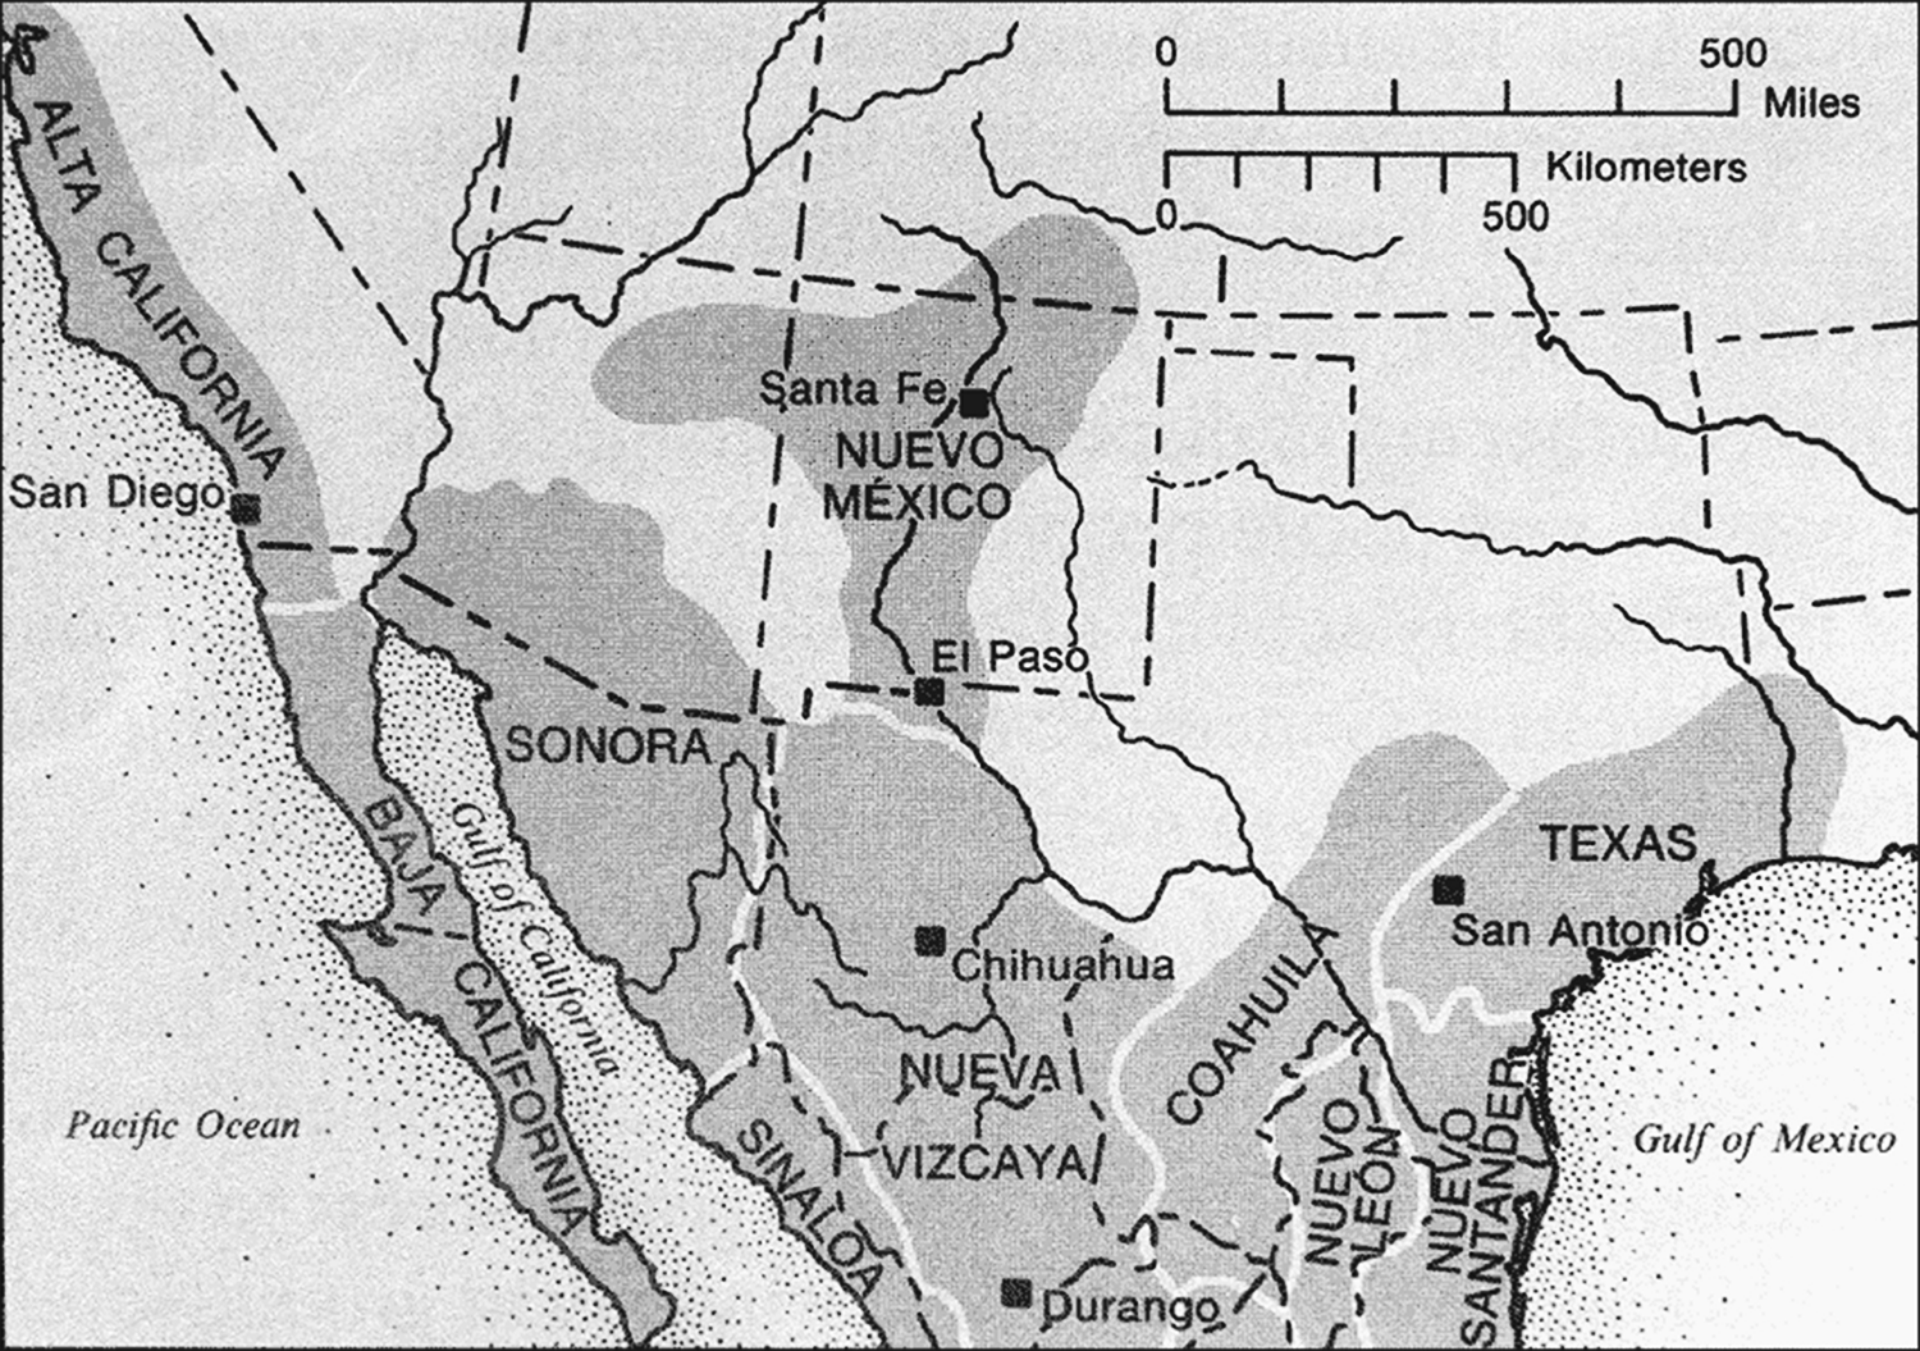 0 500
Miles
Kilometers
0 500
ALTA CALIFORNIA
Santa Fe
NUEVO
MÉXICO
San Diego
El Paso
SONORA
BAJA
CALIFORNIA
Gulf of California
TEXAS
San Antonio
Chihuahua
COAHUILA
NUEVA
VIZCAYA
SINALOA
NUEVO
LEÓN
NUEVO
SANTANDER
Pacific Ocean
Gulf of Mexico
Durango